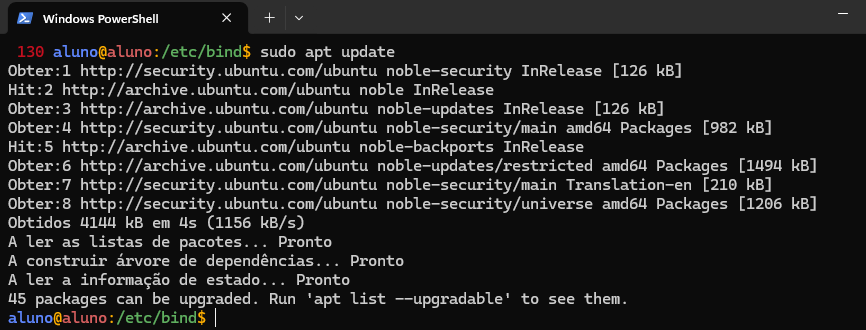 Windows PowerShell
130 aluno@aluno:/etc/bind$ sudo apt update
Obter:1 http://security.ubuntu.com/ubuntu noble-security InRelease [126 kB]
Hit:2 http://archive.ubuntu.com/ubuntu noble InRelease
Obter:3 http://archive.ubuntu.com/ubuntu noble-updates InRelease [126 kB]
Obter:4 http://security.ubuntu.com/ubuntu noble-security/main amd64 Packages [982 kB]
Hit:5 http://archive.ubuntu.com/ubuntu noble-backports InRelease
Obter:6 http://archive.ubuntu.com/ubuntu noble-updates/restricted amd64 Packages [1494 kB]
Obter:7 http://security.ubuntu.com/ubuntu noble-security/main Translation-en [210 kB]
Obter:8 http://security.ubuntu.com/ubuntu noble-security/universe amd64 Packages [1206 kB]
Obtidos 4144 kB em 4s (1156 kB/s)
A ler as listas de pacotes... Pronto
A construir árvore de dependências... Pronto
A ler a informação de estado... Pronto
45 packages can be upgraded. Run 'apt list --upgradable' to see them.
aluno@aluno:/etc/bind$